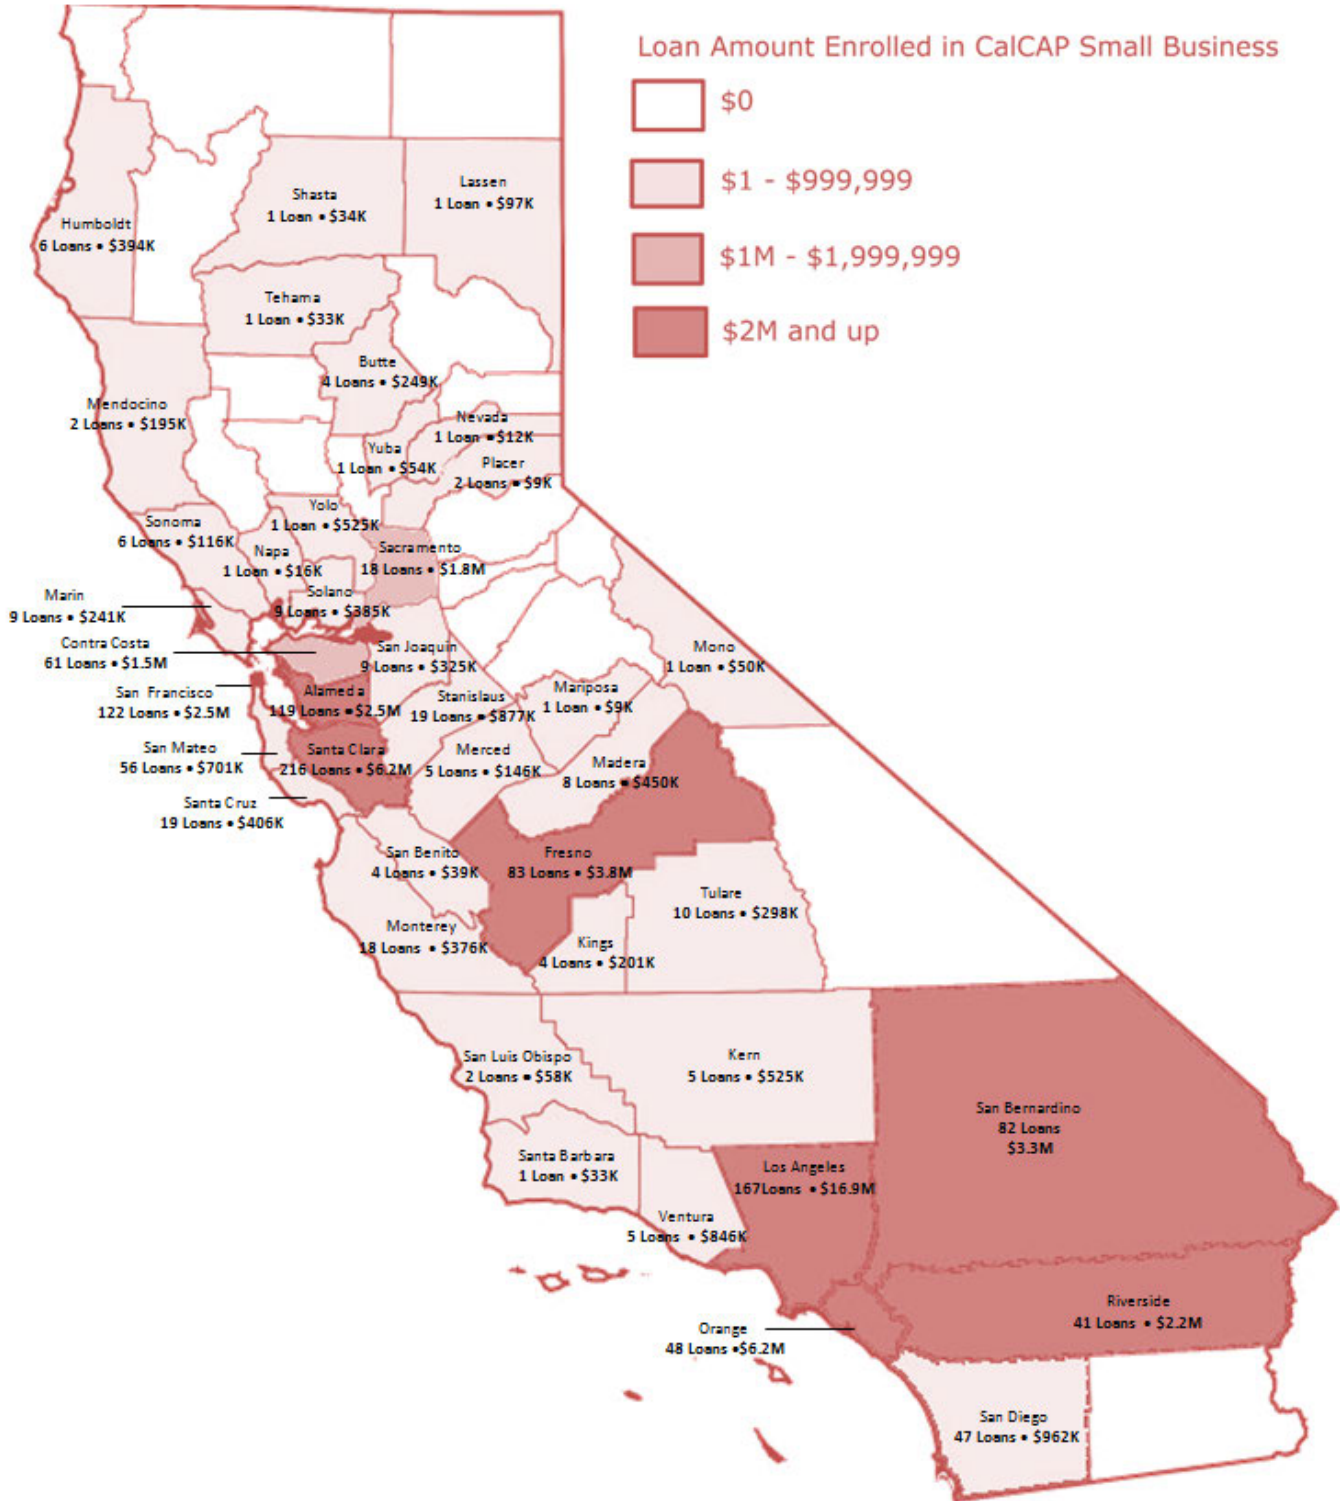 Loan Amount Enrolled in CalCAP Small Business
$0
$1 - $999,999
$1M - $1,999,999
$2M and up
Shasta
1 Loan • $34K
Lassen
1 Loan • $97K
Humboldt
6 Loans • $394K
Tehama
1 Loan • $33K
Butte
4 Loans • $249K
Mendocino
2 Loans • $195K
Nevada
1 Loan • $12K
Yuba
1 Loan • $54K
Placer
2 Loans • $9K
Yolo
1 Loan • $525K
Sonoma
6 Loans • $116K
Napa
1 Loan • $16K
Sacramento
18 Loans • $1.8M
Solano
9 Loans • $385K
Marin
9 Loans • $241K
Contra Costa
61 Loans • $1.5M
San Joaquin
9 Loans • $325K
Mono
1 Loan • $50K
San Francisco
122 Loans • $2.5M
Alameda
119 Loans • $2.5M
Stanislaus
19 Loans • $877K
Mariposa
1 Loan • $9K
San Mateo
56 Loans • $701K
Santa Clara
216 Loans • $6.2M
Merced
5 Loans • $146K
Madera
8 Loans • $450K
Santa Cruz
19 Loans • $406K
San Benito
4 Loans • $39K
Fresno
83 Loans • $3.8M
Tulare
10 Loans • $298K
Monterey
18 Loans • $376K
Kings
4 Loans • $201K
San Luis Obispo
2 Loans • $58K
Kern
5 Loans • $525K
San Bernardino
82 Loans
$3.3M
Santa Barbara
1 Loan • $33K
Los Angeles
167Loans • $16.9M
Ventura
5 Loans • $846K
Riverside
41 Loans • $2.2M
Orange
48 Loans •$6.2M
San Diego
47 Loans • $962K